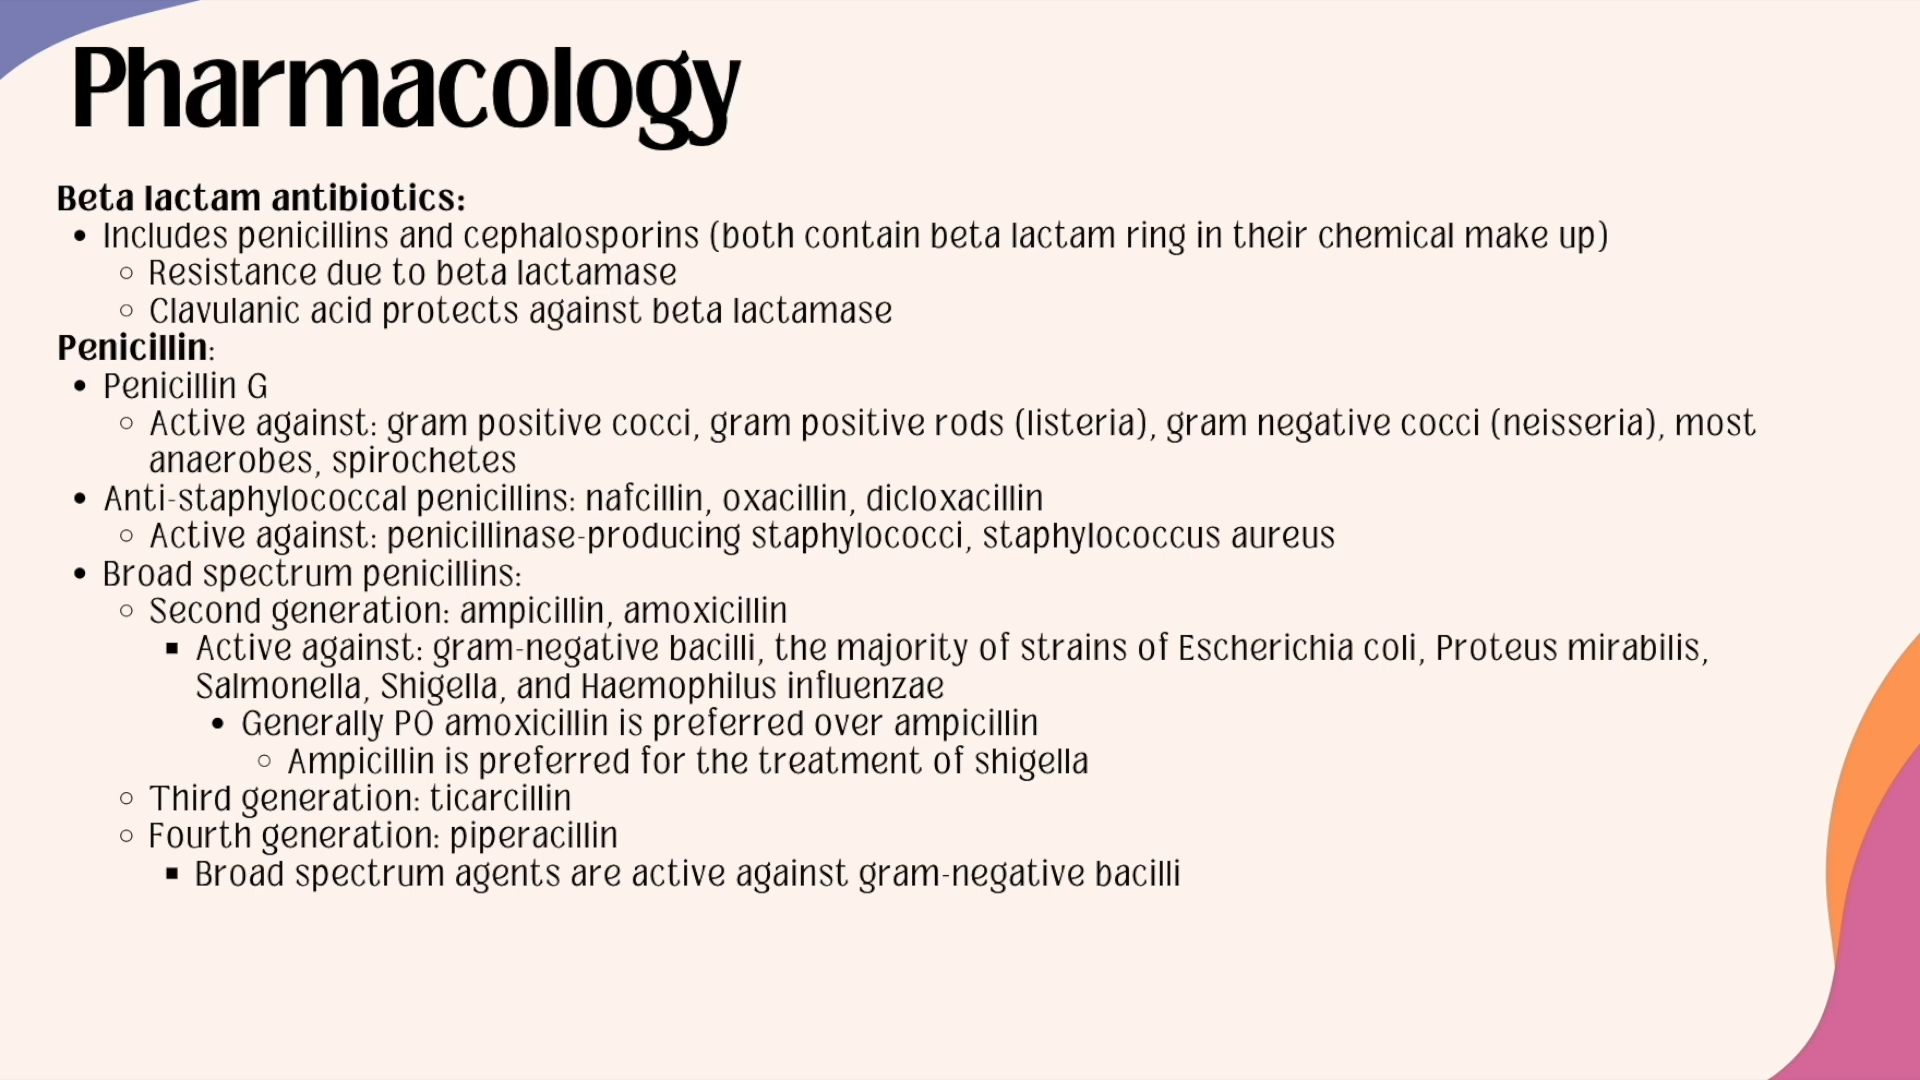 Pharmacology
Beta lactam antibiotics:
• Includes penicillins and cephalosporins (both contain beta lactam ring in their chemical make up)
○ Resistance due to beta lactamase
○ Clavulanic acid protects against beta lactamase
Penicillin:
• Penicillin G
○ Active against: gram positive cocci, gram positive rods (listeria), gram negative cocci (neisseria), most
anaerobes, spirochetes
• Anti-staphylococcal penicillins: nafcillin, oxacillin, dicloxacillin
○ Active against: penicillinase-producing staphylococci, staphylococcus aureus
• Broad spectrum penicillins:
○ Second generation: ampicillin, amoxicillin
▪ Active against: gram-negative bacilli, the majority of strains of Escherichia coli, Proteus mirabilis,
Salmonella, Shigella, and Haemophilus influenzae
• Generally PO amoxicillin is preferred over ampicillin
○ Ampicillin is preferred for the treatment of shigella
○ Third generation: ticarcillin
○ Fourth generation: piperacillin
▪ Broad spectrum agents are active against gram-negative bacilli